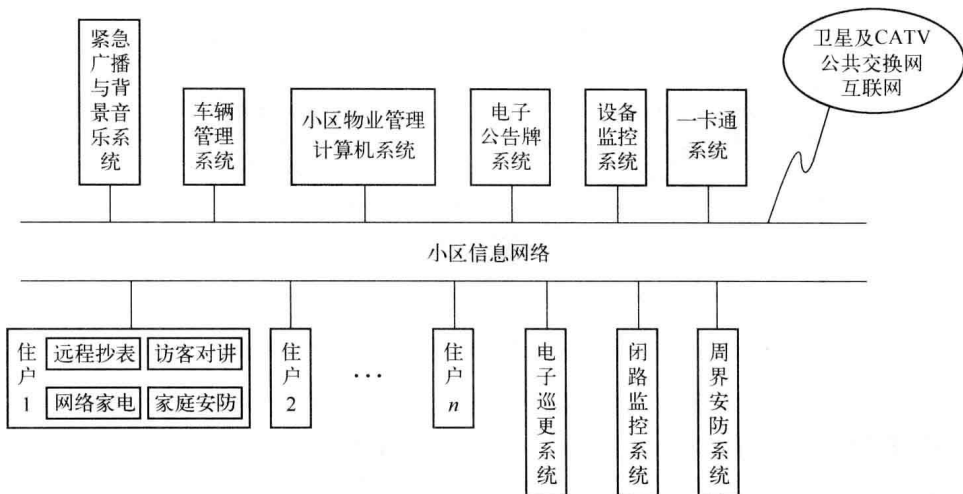 紧急
广播
与背
景音
乐系
统
车辆
管理
系统
小区物业管理
计算机系统
电子
公告牌
系统
设备
监控
系统
一卡通
系统
卫星及CATV
公共交换网
互联网
小区信息网络
住
户
1
远程抄表
访客对讲
网络家电
家庭安防
住
户
2
…
住
户
n
电
子
巡
更
系
统
闭
路
监
控
系
统
周
界
安
防
系
统